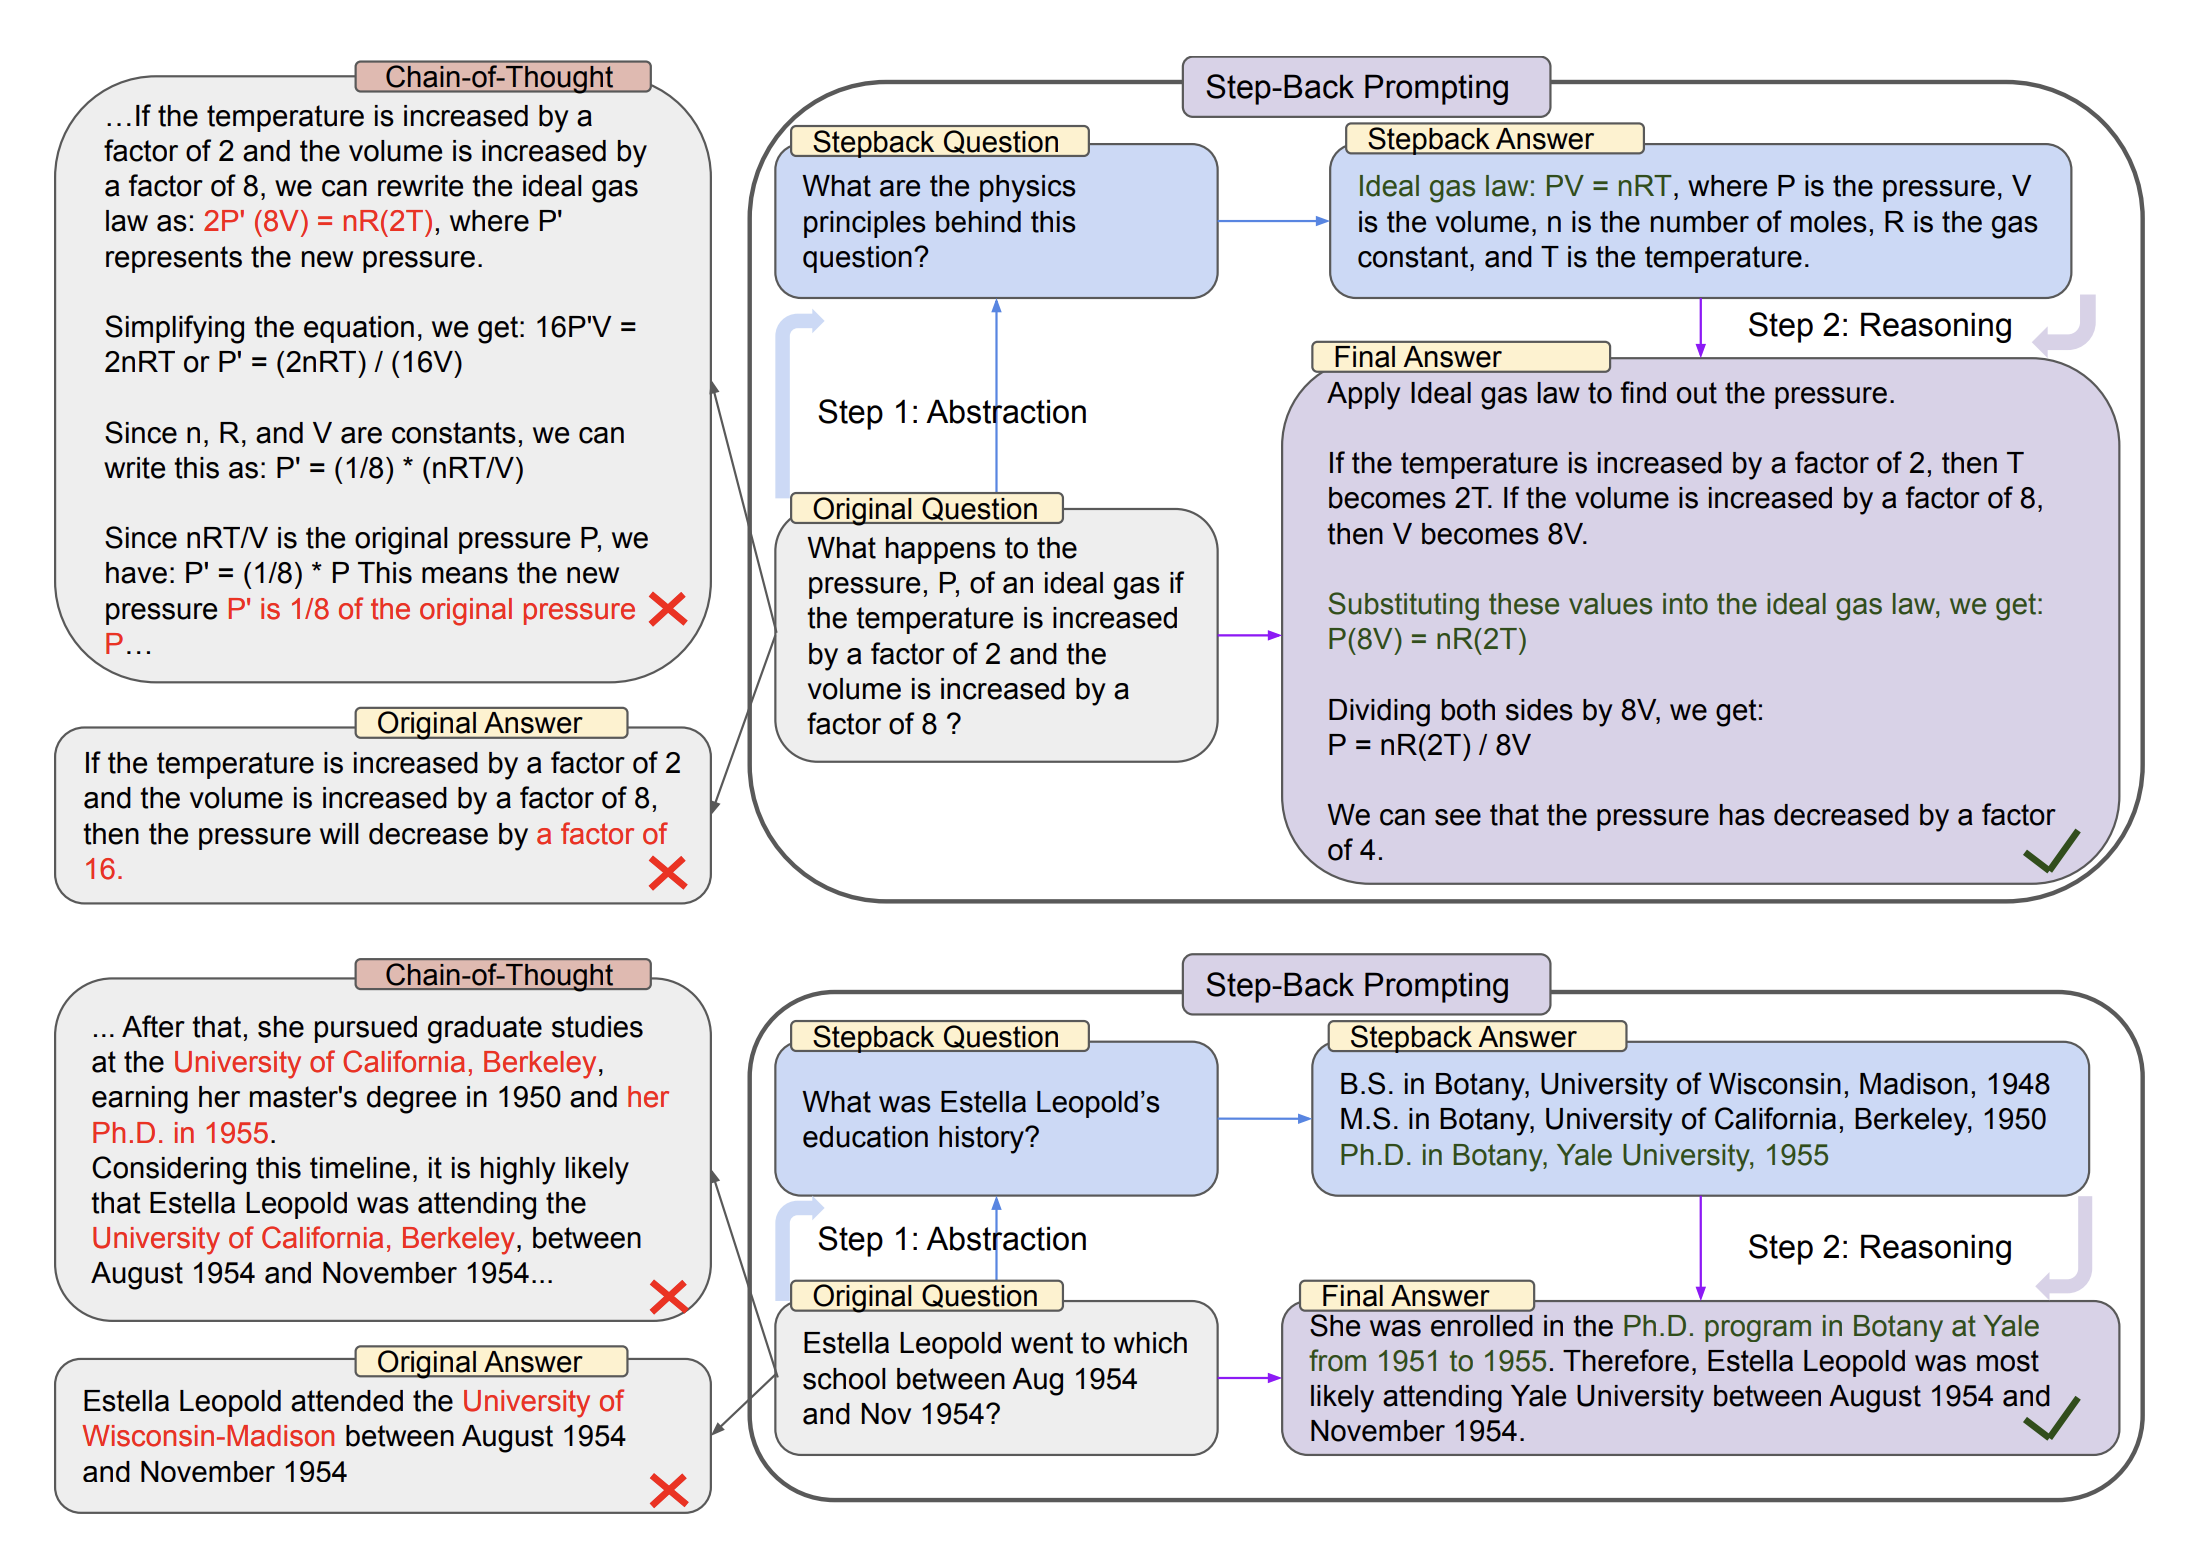 Chain-of-Thought
…If the temperature is increased by a
factor of 2 and the volume is increased by
a factor of 8, we can rewrite the ideal gas
law as: 2P' (8V) = nR(2T), where P'
represents the new pressure.
Simplifying the equation, we get: 16P'V =
2nRT or P' = (2nRT) / (16V)
Since n, R, and V are constants, we can
write this as: P' = (1/8) * (nRT/V)
Since nRT/V is the original pressure P, we
have: P' = (1/8) * P This means the new
pressure P' is 1/8 of the original pressure
P…
Original Answer
If the temperature is increased by a factor of 2
and the volume is increased by a factor of 8,
then the pressure will decrease by a factor of
16.
Step-Back Prompting
Stepback Question
What are the physics
principles behind this
question?
Stepback Answer
Ideal gas law: PV = nRT, where P is the pressure, V
is the volume, n is the number of moles, R is the gas
constant, and T is the temperature.
Step 1: Abstraction
Step 2: Reasoning
Original Question
What happens to the
pressure, P, of an ideal gas if
the temperature is increased
by a factor of 2 and the
volume is increased by a
factor of 8 ?
Final Answer
Apply Ideal gas law to find out the pressure.
If the temperature is increased by a factor of 2, then T
becomes 2T. If the volume is increased by a factor of 8,
then V becomes 8V.
Substituting these values into the ideal gas law, we get:
P(8V) = nR(2T)
Dividing both sides by 8V, we get:
P = nR(2T) / 8V
We can see that the pressure has decreased by a factor
of 4.
Chain-of-Thought
... After that, she pursued graduate studies
at the University of California, Berkeley,
earning her master's degree in 1950 and her
Ph.D. in 1955.
Considering this timeline, it is highly likely
that Estella Leopold was attending the
University of California, Berkeley, between
August 1954 and November 1954...
Original Answer
Estella Leopold attended the University of
Wisconsin-Madison between August 1954
and November 1954
Step-Back Prompting
Stepback Question
What was Estella Leopold’s
education history?
Stepback Answer
B.S. in Botany, University of Wisconsin, Madison, 1948
M.S. in Botany, University of California, Berkeley, 1950
Ph.D. in Botany, Yale University, 1955
Step 1: Abstraction
Step 2: Reasoning
Original Question
Estella Leopold went to which
school between Aug 1954
and Nov 1954?
Final Answer
She was enrolled in the Ph.D. program in Botany at Yale
from 1951 to 1955. Therefore, Estella Leopold was most
likely attending Yale University between August 1954 and
November 1954.